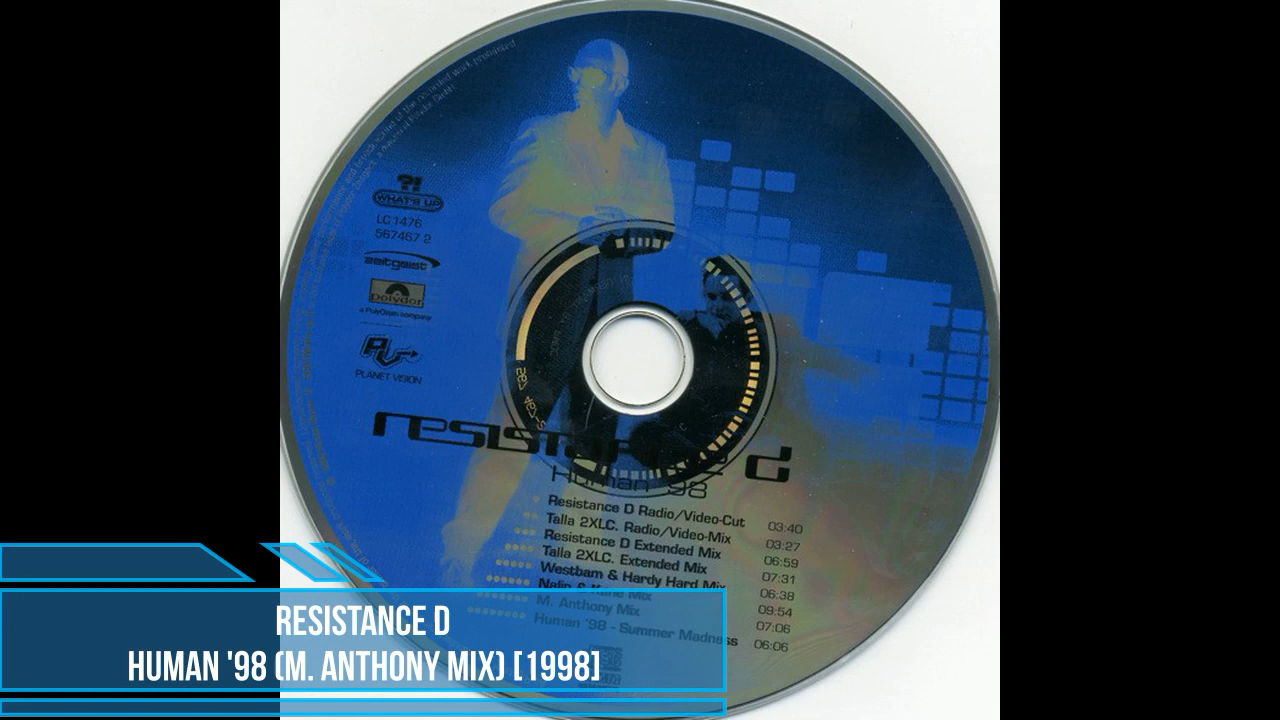 ?!
WHAT'S UP
LC 1476
567467 2
zeitgeist
polydor
a PolyGram company
PLANET VISION
resistance d
Human '98
Resistance D Radio/Video-Cut 03:40
Talla 2XLC. Radio/Video-Mix 03:27
Resistance D Extended Mix 06:59
Talla 2XLC. Extended Mix 07:31
Westbam & Hardy Hard Mix 06:38
Nalin & Kane Mix 09:54
M. Anthony Mix 07:06
Human '98 - Summer Madness 06:06
RESISTANCE D
HUMAN '98 (M. ANTHONY MIX) [1998]